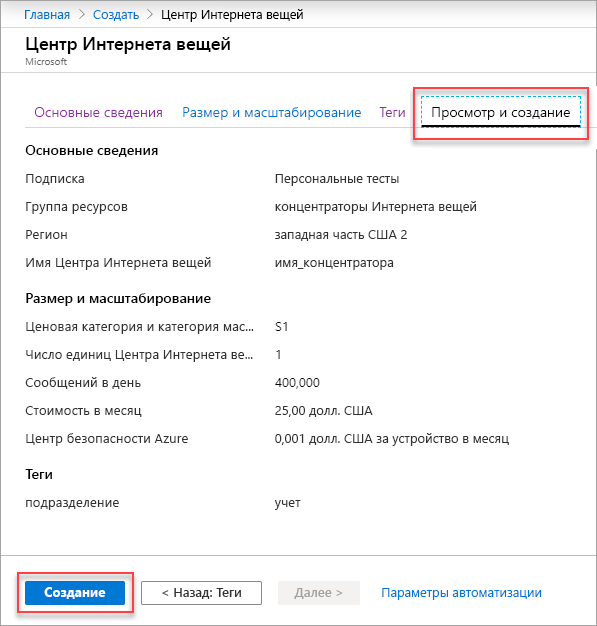 Главная > Создать > Центр Интернета вещей
Центр Интернета вещей
Microsoft
Основные сведения Размер и масштабирование Теги Просмотр и создание
Основные сведения
Подписка Персональные тесты
Группа ресурсов концентраторы Интернета вещей
Регион западная часть США 2
Имя Центра Интернета вещей имя_концентратора
Размер и масштабирование
Ценовая категория и категория мас... S1
Число единиц Центра Интернета ве... 1
Сообщений в день 400,000
Стоимость в месяц 25,00 долл. США
Центр безопасности Azure 0,001 долл. США за устройство в месяц
Теги
подразделение учет
Создание < Назад: Теги Далее > Параметры автоматизации